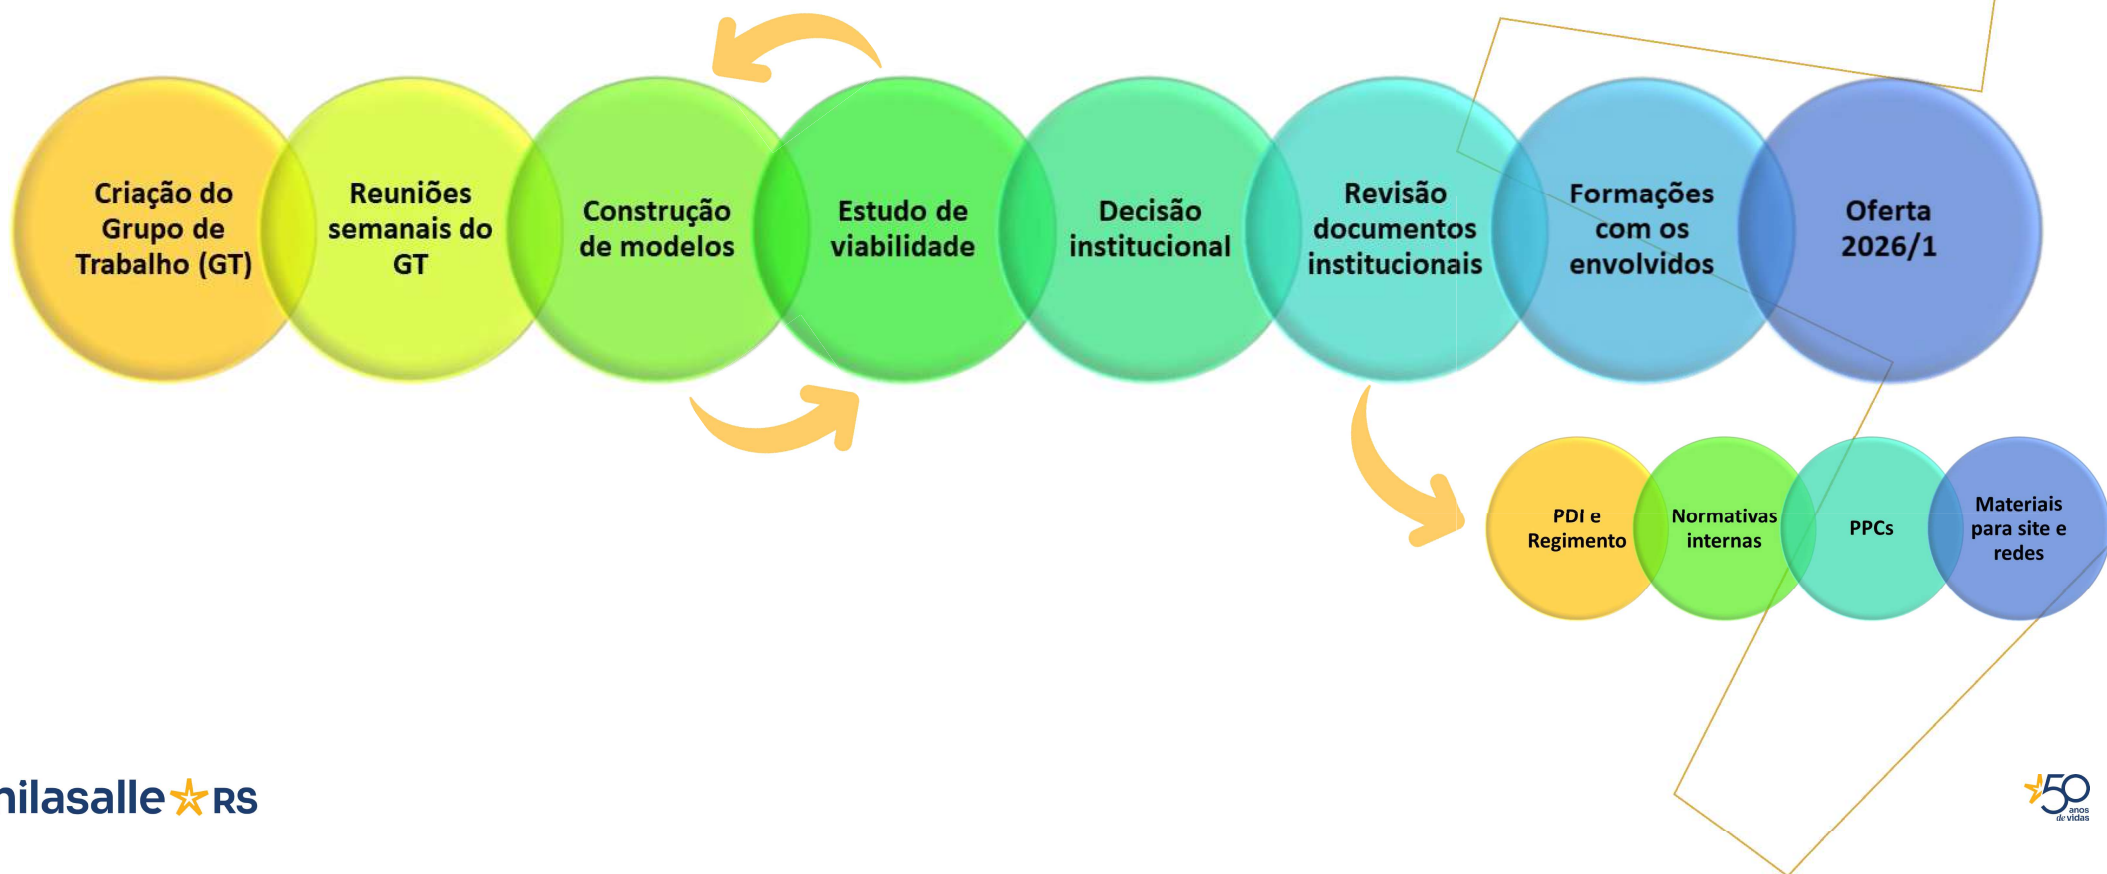 Criação do
Grupo de
Trabalho (GT)
Reuniões
semanais do
GT
Construção
de modelos
Estudo de
viabilidade
Decisão
institucional
Revisão
documentos
institucionais
Formações
com os
envolvidos
Oferta
2026/1
PDI e
Regimento
Normativas
internas
PPCs
Materiais
para site e
redes
nilasalle RS
50
anos
de vidas